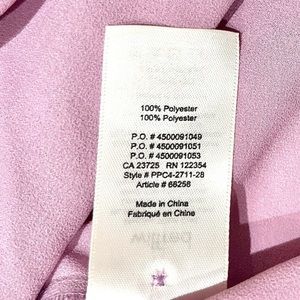 100% Polyester
100% Polyester
P.O. # 4500091049
P.O. # 4500091051
P.O. # 4500091053
CA 23725 RN 122354
Style # PPC4-2711-28
Article # 66256
Made in China
Fabriqué en Chine